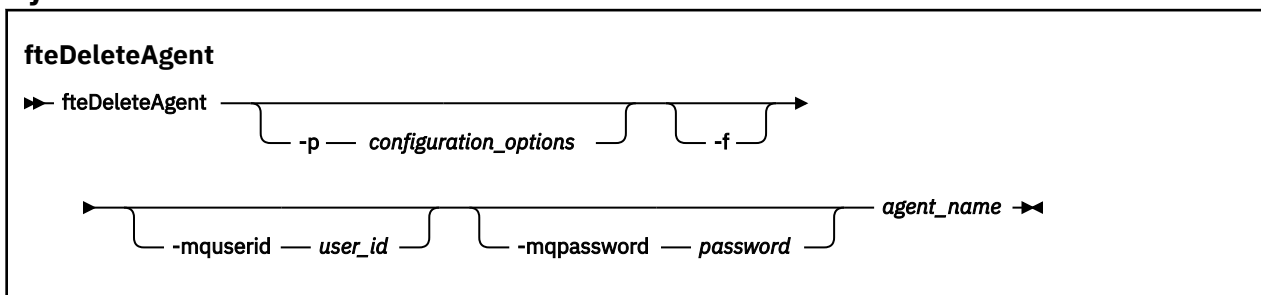 fteDeleteAgent
fteDeleteAgent
-p configuration_options -f
agent_name
-mquserid user_id -mqpassword password